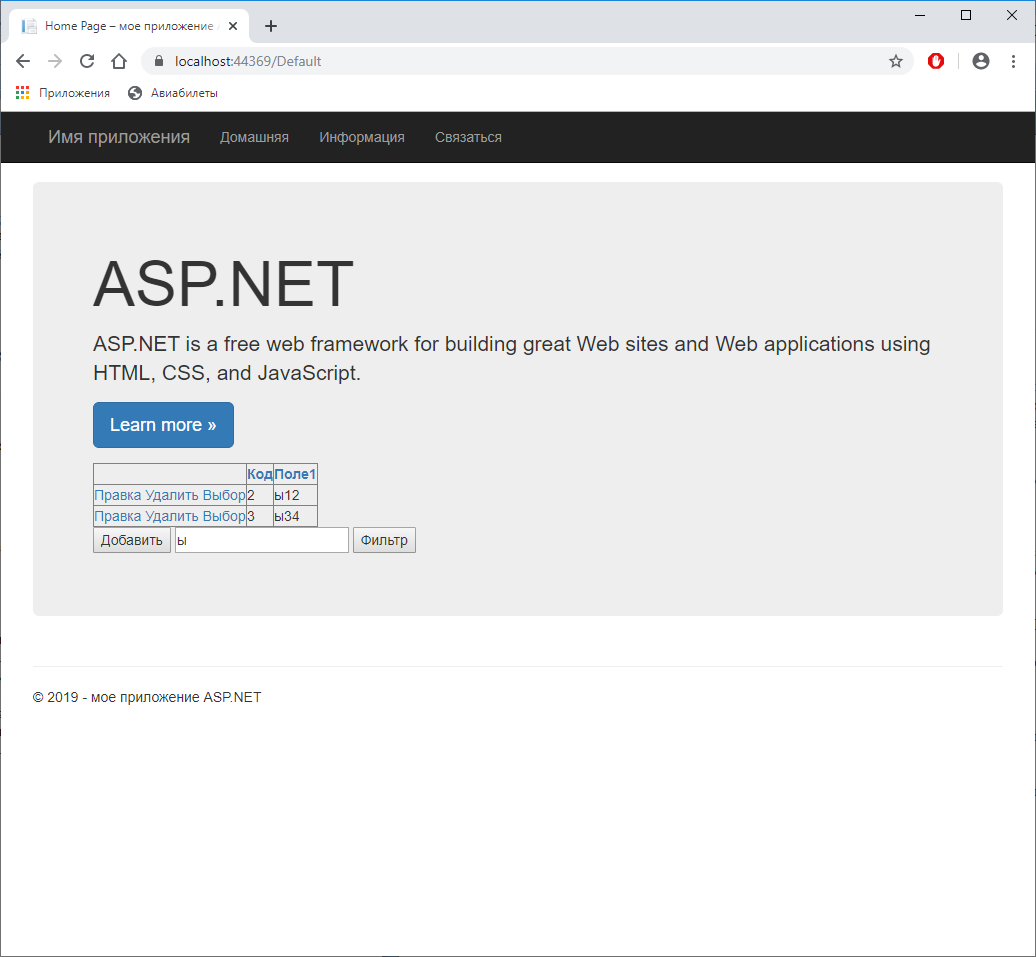 Home Page – мое приложение
localhost:44369/Default
Приложения Авиабилеты
Имя приложения Домашняя Информация Связаться
ASP.NET
ASP.NET is a free web framework for building great Web sites and Web applications using
HTML, CSS, and JavaScript.
Learn more »
Код Поле1
Правка Удалить Выбор 2 ы12
Правка Удалить Выбор 3 ы34
Добавить ы Фильтр
© 2019 - мое приложение ASP.NET